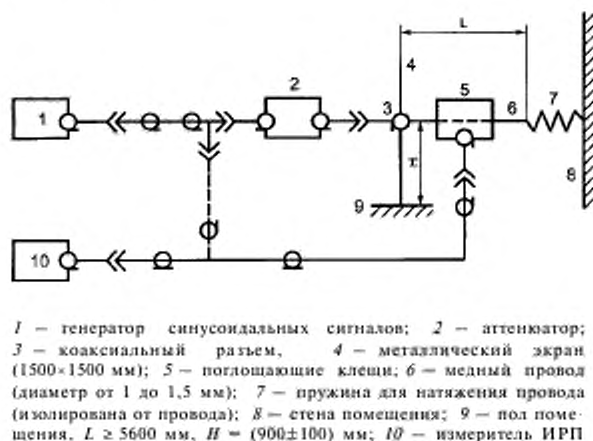 L
4
2
5
7
1
3
6
H
8
9
10
1 — генератор синусоидальных сигналов; 2 — аттенюатор;
3 — коаксиальный разъем, 4 — металлический экран
(1500×1500 мм); 5 — поглощающие клещи; 6 — медный провод
(диаметр от 1 до 1,5 мм); 7 — пружина для натяжения провода
(изолирована от провода); 8 — стена помещения; 9 — пол поме-
щения, L ≥ 5600 мм, H = (900±100) мм; 10 — измеритель ИРП